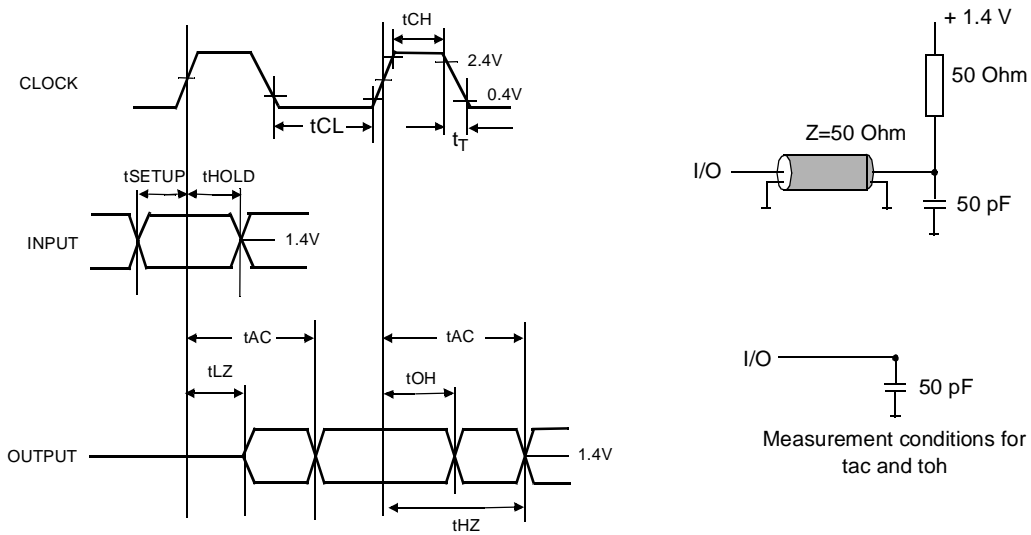 tCH
2.4V
CLOCK
0.4V
tCL
tT
tSETUP
tHOLD
INPUT
1.4V
tAC
tAC
tLZ
tOH
OUTPUT
1.4V
tHZ
+ 1.4 V
50 Ohm
Z=50 Ohm
I/O
50 pF
I/O
50 pF
Measurement conditions for
tac and toh